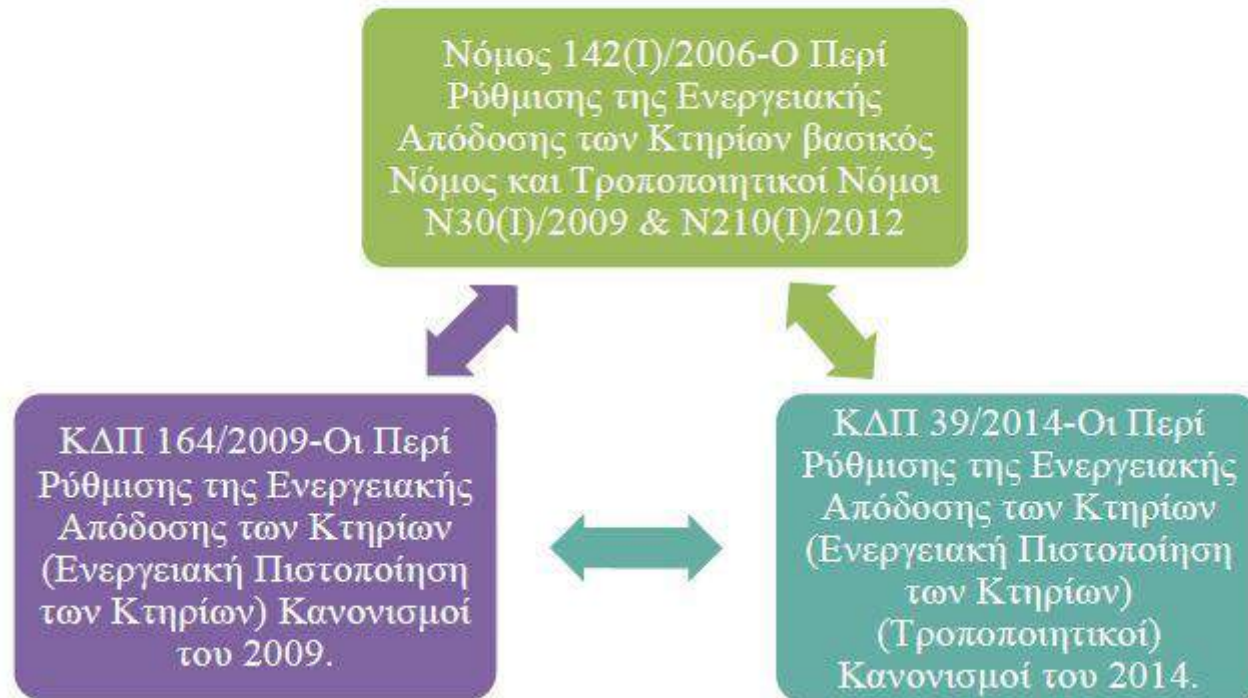 Νόμος 142(Ι)/2006-Ο Περί
Ρύθμισης της Ενεργειακής
Απόδοσης των Κτηρίων βασικός
Νόμος και Τροποποιητικοί Νόμοι
Ν30(Ι)/2009 & Ν210(Ι)/2012
ΚΔΠ 164/2009-Οι Περί
Ρύθμισης της Ενεργειακής
Απόδοσης των Κτηρίων
(Ενεργειακή Πιστοποίηση
των Κτηρίων) Κανονισμοί
του 2009.
ΚΔΠ 39/2014-Οι Περί
Ρύθμισης της Ενεργειακής
Απόδοσης των Κτηρίων
(Ενεργειακή Πιστοποίηση
των Κτηρίων)
(Τροποποιητικοί)
Κανονισμοί του 2014.